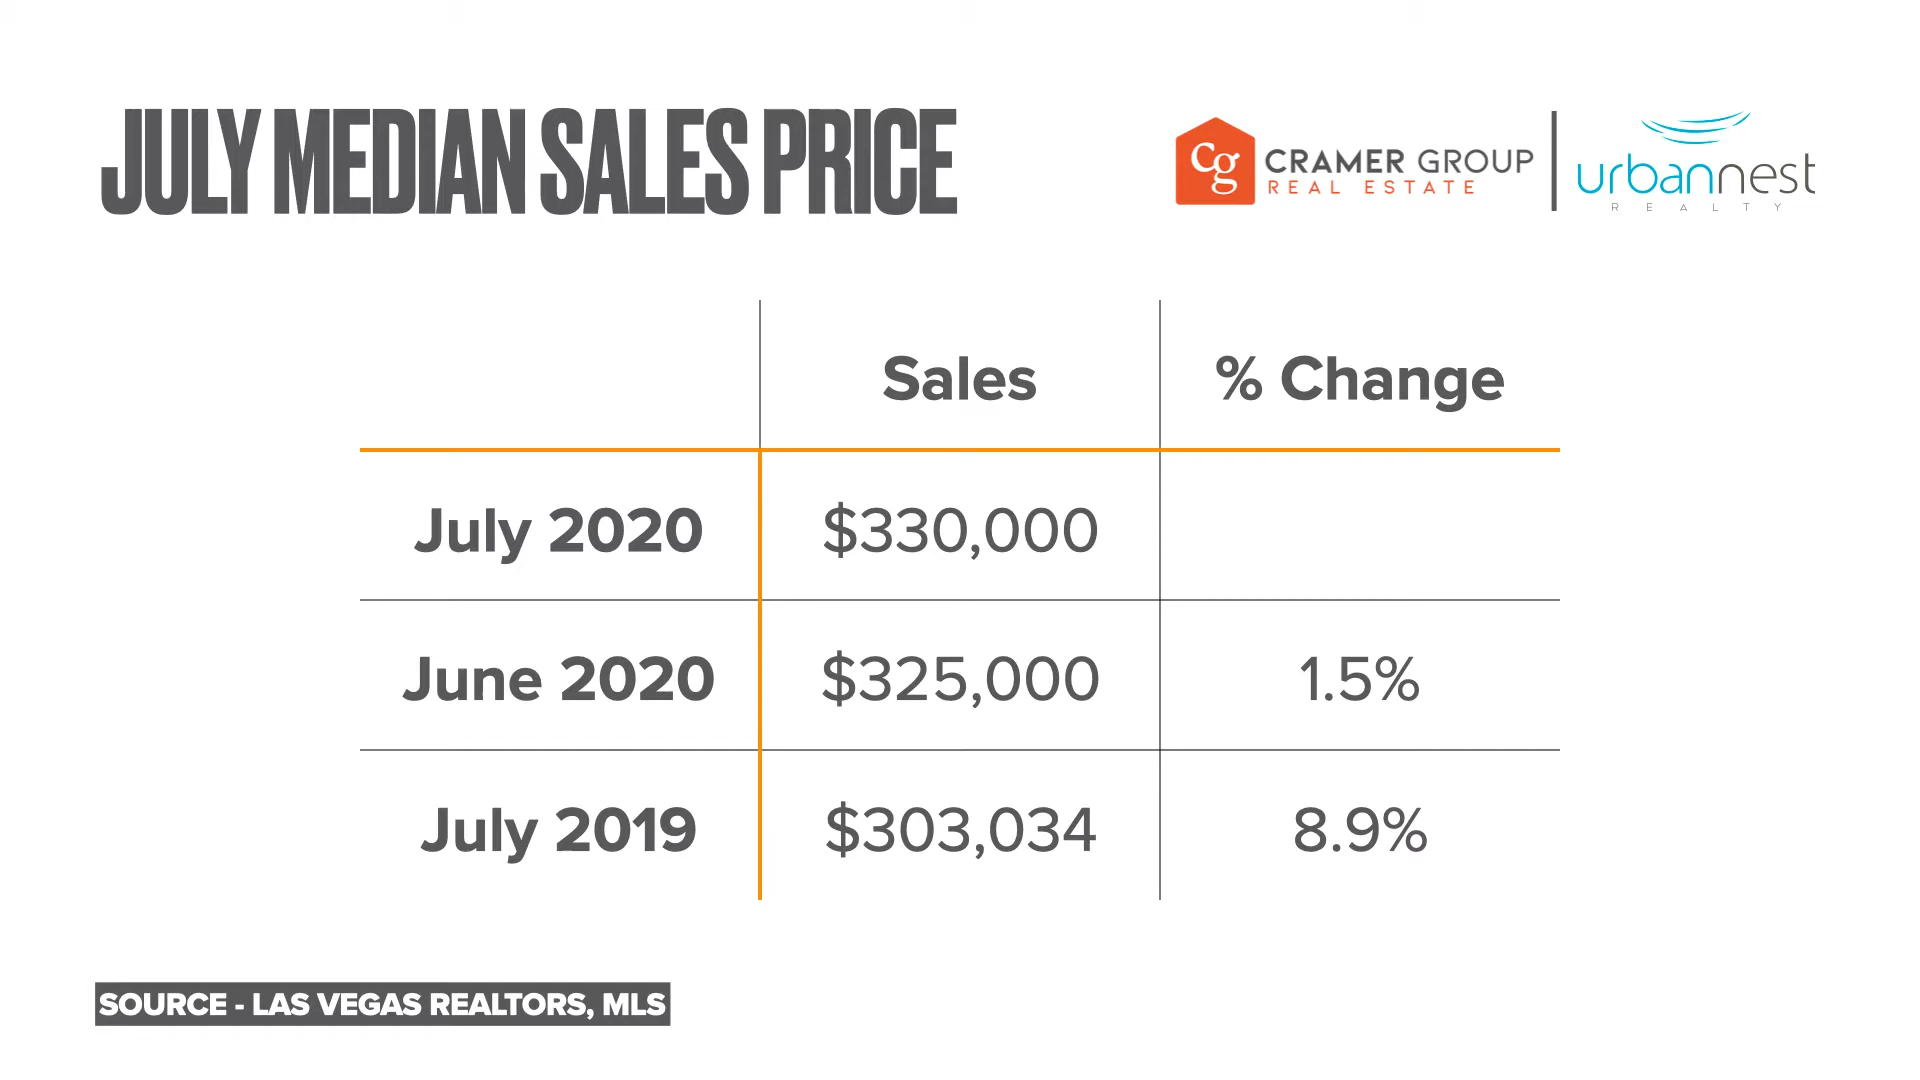 JULY MEDIAN SALES PRICE
cg CRAMER GROUP
REAL ESTATE
urbannest
REALTY
Sales % Change
July 2020 $330,000
June 2020 $325,000 1.5%
July 2019 $303,034 8.9%
SOURCE - LAS VEGAS REALTORS, MLS